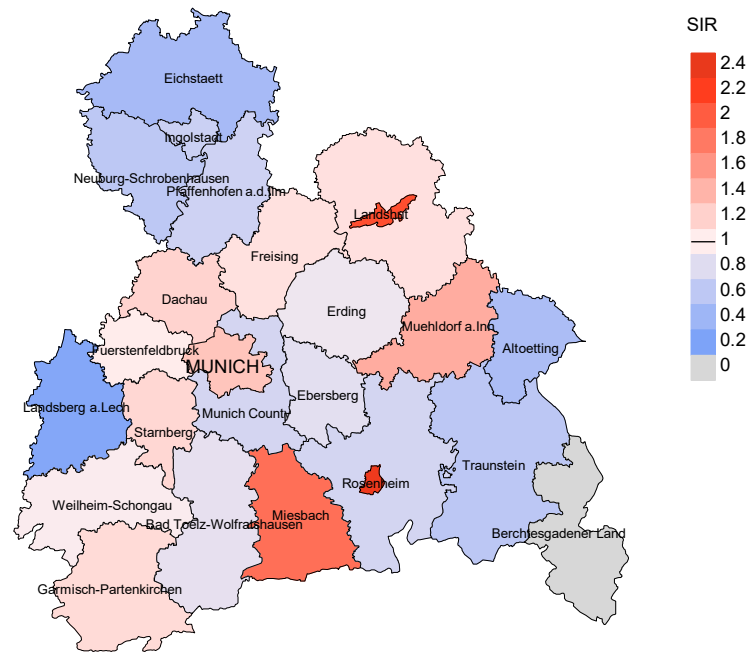 SIR
Eichstaett
2.4
2.2
Ingolstadt
2
Neuburg-Schrobenhausen
Pfaffenhofen a.d.Ilm
1.8
1.6
1.4
Landshut
1.2
Freising
1
0.8
Dachau
0.6
Erding
0.4
Muehldorf a.Inn
0.2
Fuerstenfeldbruck
Altoetting
0
MUNICH
Ebersberg
Landsberg a.Lech
Munich County
Starnberg
Traunstein
Rosenheim
Weilheim-Schongau
Miesbach
Bad Toelz-Wolfratshausen
Berchtesgadener Land
Garmisch-Partenkirchen